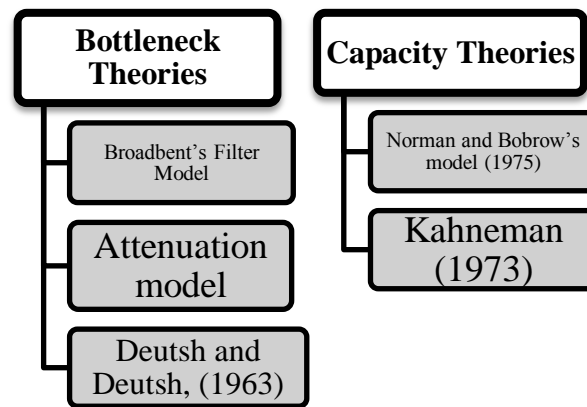 Bottleneck
Theories
Broadbent's Filter
Model
Attenuation
model
Deutsh and
Deutsh, (1963)
Capacity Theories
Norman and Bobrow's
model (1975)
Kahneman
(1973)